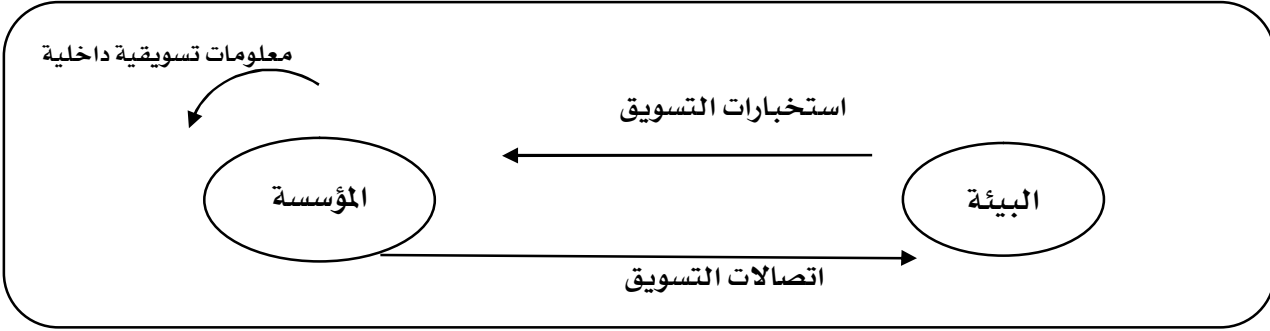 معلومات تسويقية داخلية
استخبارات التسويق
البيئة
المؤسسة
اتصالات التسويق